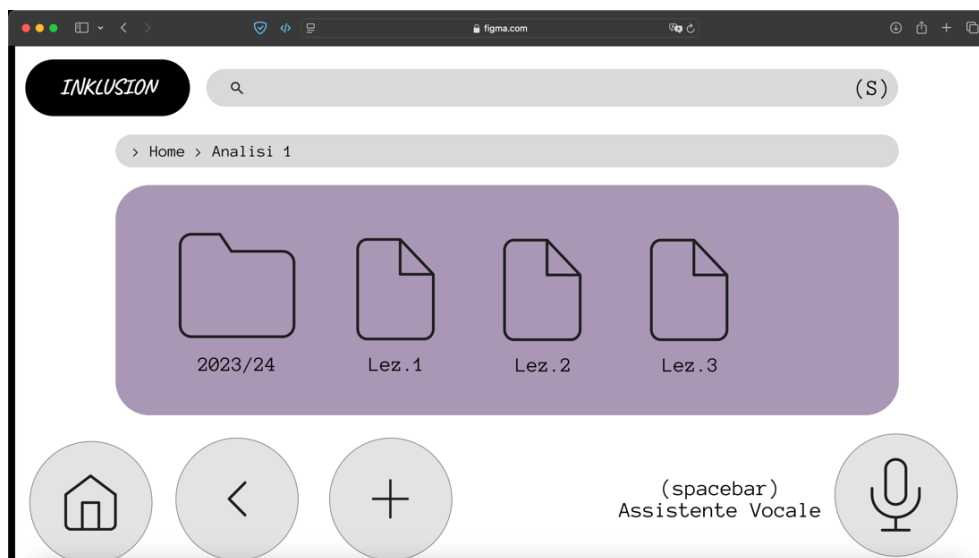 figma.com
INKLUSION
(S)
> Home > Analisi 1
2023/24
Lez.1
Lez.2
Lez.3
(spacebar)
Assistente Vocale